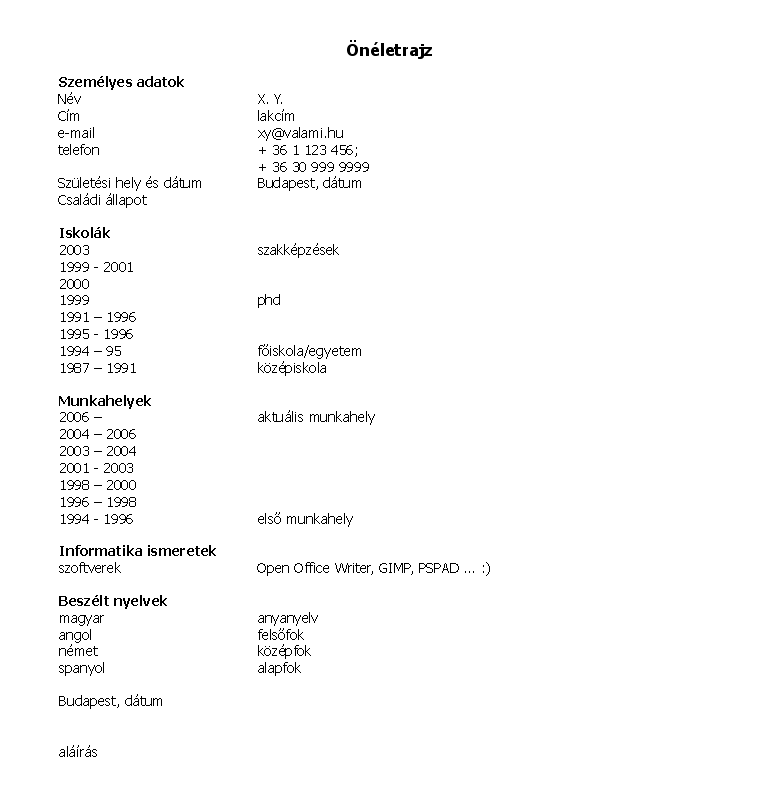 Önéletrajz
Személyes adatok
Név X. Y.
Cím lakcím
e-mail xy@valami.hu
telefon + 36 1 123 456;
+ 36 30 999 9999
Születési hely és dátum Budapest, dátum
Családi állapot
Iskolák
2003 szakképzések
1999 - 2001
2000
1999 phd
1991 – 1996
1995 - 1996
1994 – 95 főiskola/egyetem
1987 – 1991 középiskola
Munkahelyek
2006 – aktuális munkahely
2004 – 2006
2003 – 2004
2001 - 2003
1998 – 2000
1996 – 1998
1994 - 1996 első munkahely
Informatika ismeretek
szoftverek Open Office Writer, GIMP, PSPAD ... :)
Beszélt nyelvek
magyar anyanyelv
angol felsőfok
német középfok
spanyol alapfok
Budapest, dátum
aláírás